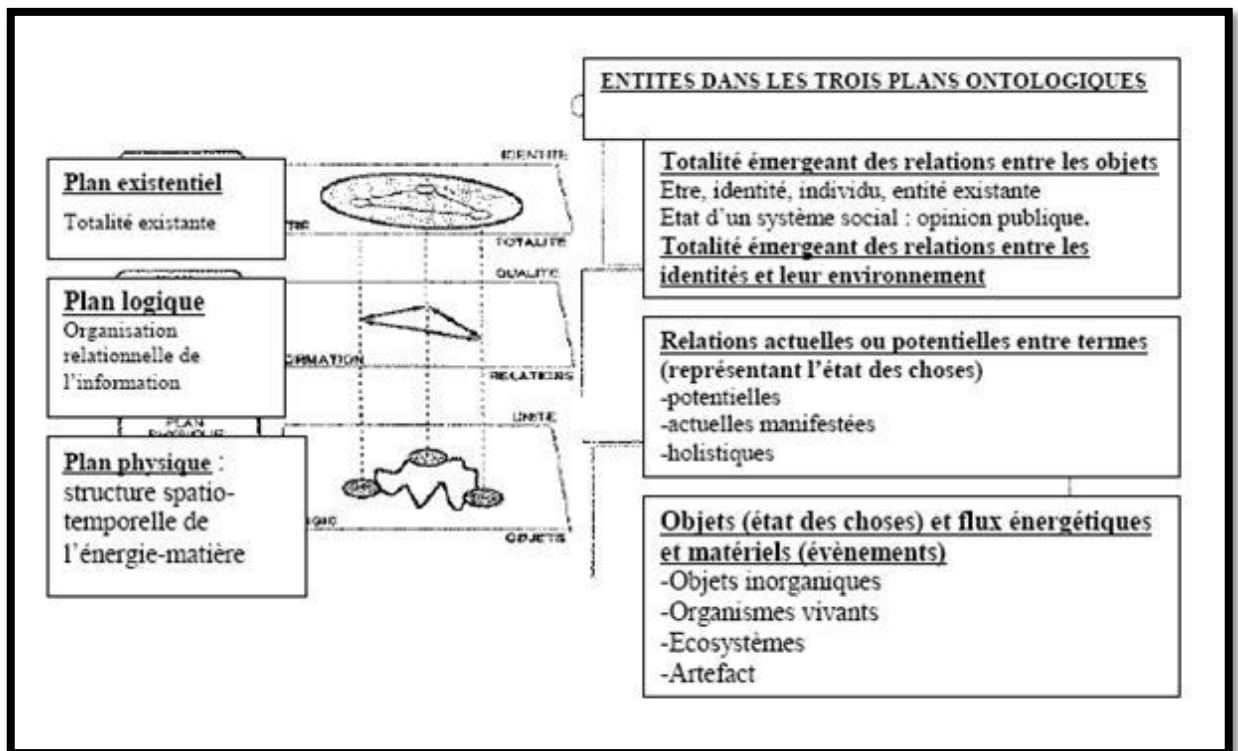 ENTITES DANS LES TROIS PLANS ONTOLOGIQUES
IDENTITE
Plan existentiel
Totalité existante
TOTALITE
Totalité émergeant des relations entre les objets
Etre, identité, individu, entité existante
Etat d’un système social : opinion publique.
Totalité émergeant des relations entre les
identités et leur environnement
QUALITE
Plan logique
Organisation
relationnelle de
l’information
ORMATION
RELATIONS
Relations actuelles ou potentielles entre termes
(représentant l’état des choses)
-potentielles
-actuelles manifestées
-holistiques
PLAN
PHYSIQUE
UNITE
Plan physique :
structure spatio-
temporelle de
l’énergie-matière
OBJETS
Objets (état des choses) et flux énergétiques
et matériels (évènements)
-Objets inorganiques
-Organismes vivants
-Ecosystèmes
-Artefact